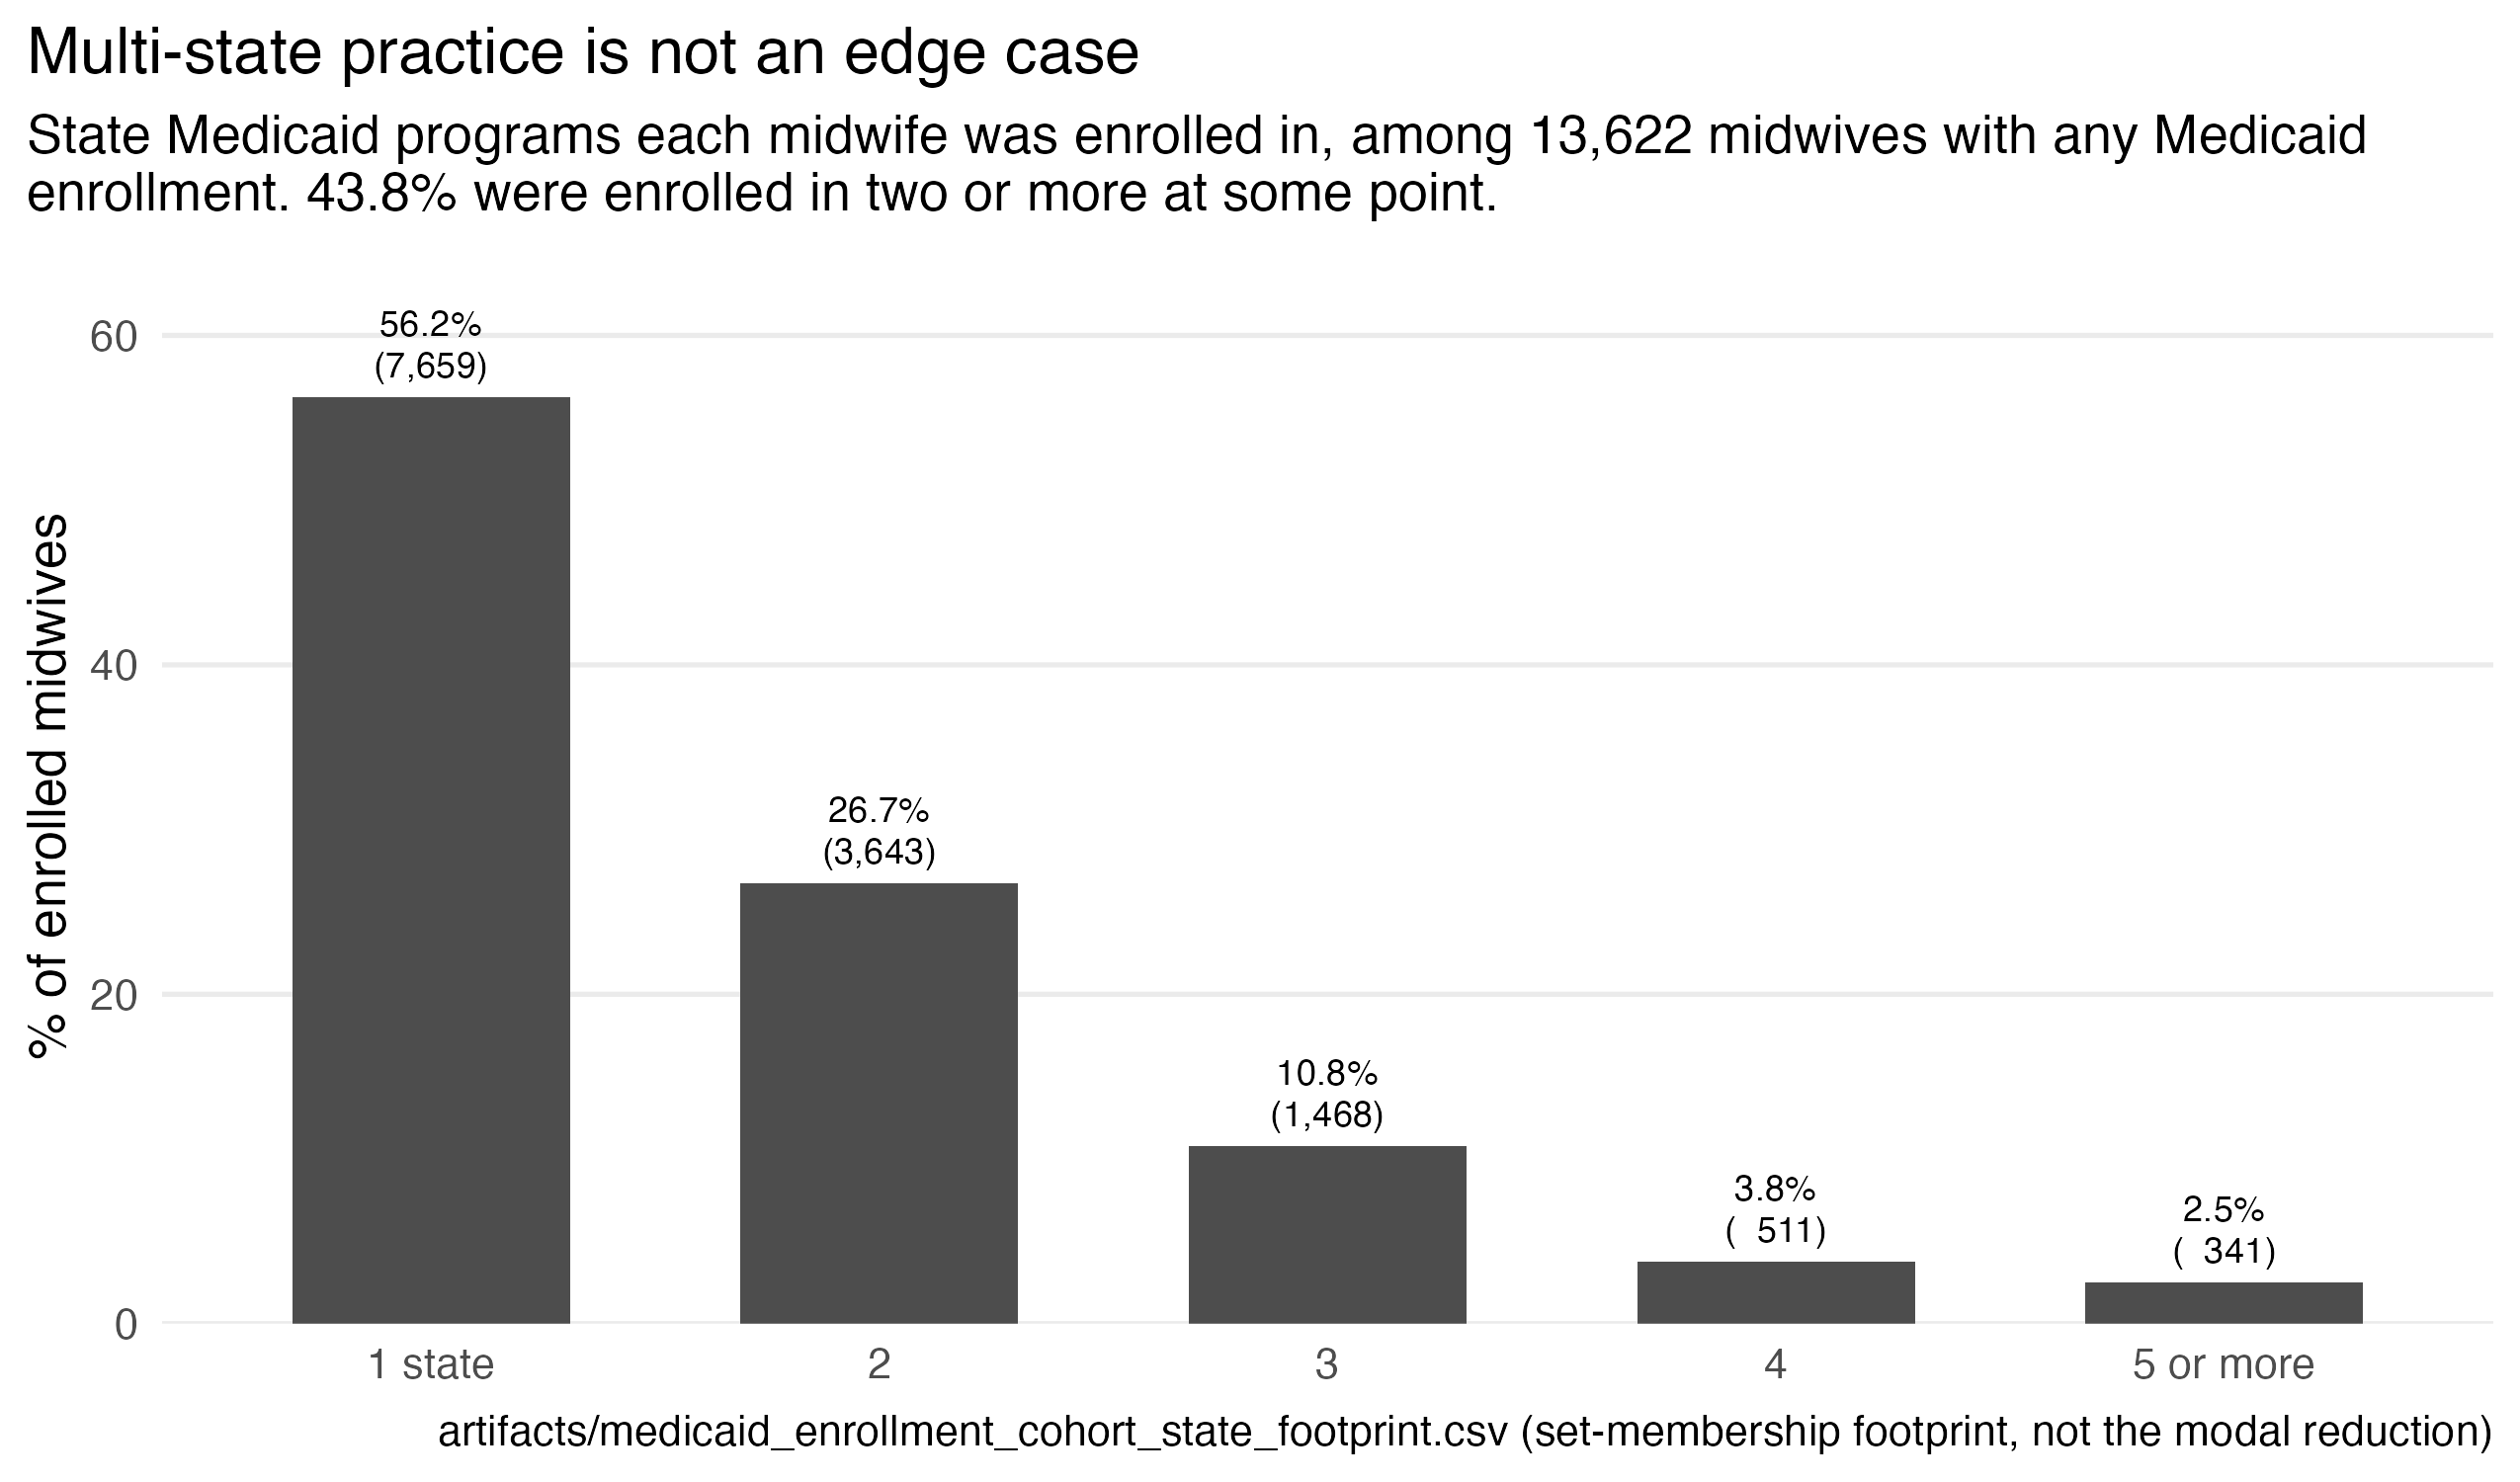 Multi-state practice is not an edge case
State Medicaid programs each midwife was enrolled in, among 13,622 midwives with any Medicaid
enrollment. 43.8% were enrolled in two or more at some point.
% of enrolled midwives
60
40
20
0
56.2%
(7,659)
26.7%
(3,643)
10.8%
(1,468)
3.8%
(  511)
2.5%
(  341)
1 state
2
3
4
5 or more
artifacts/medicaid_enrollment_cohort_state_footprint.csv (set-membership footprint, not the modal reduction)